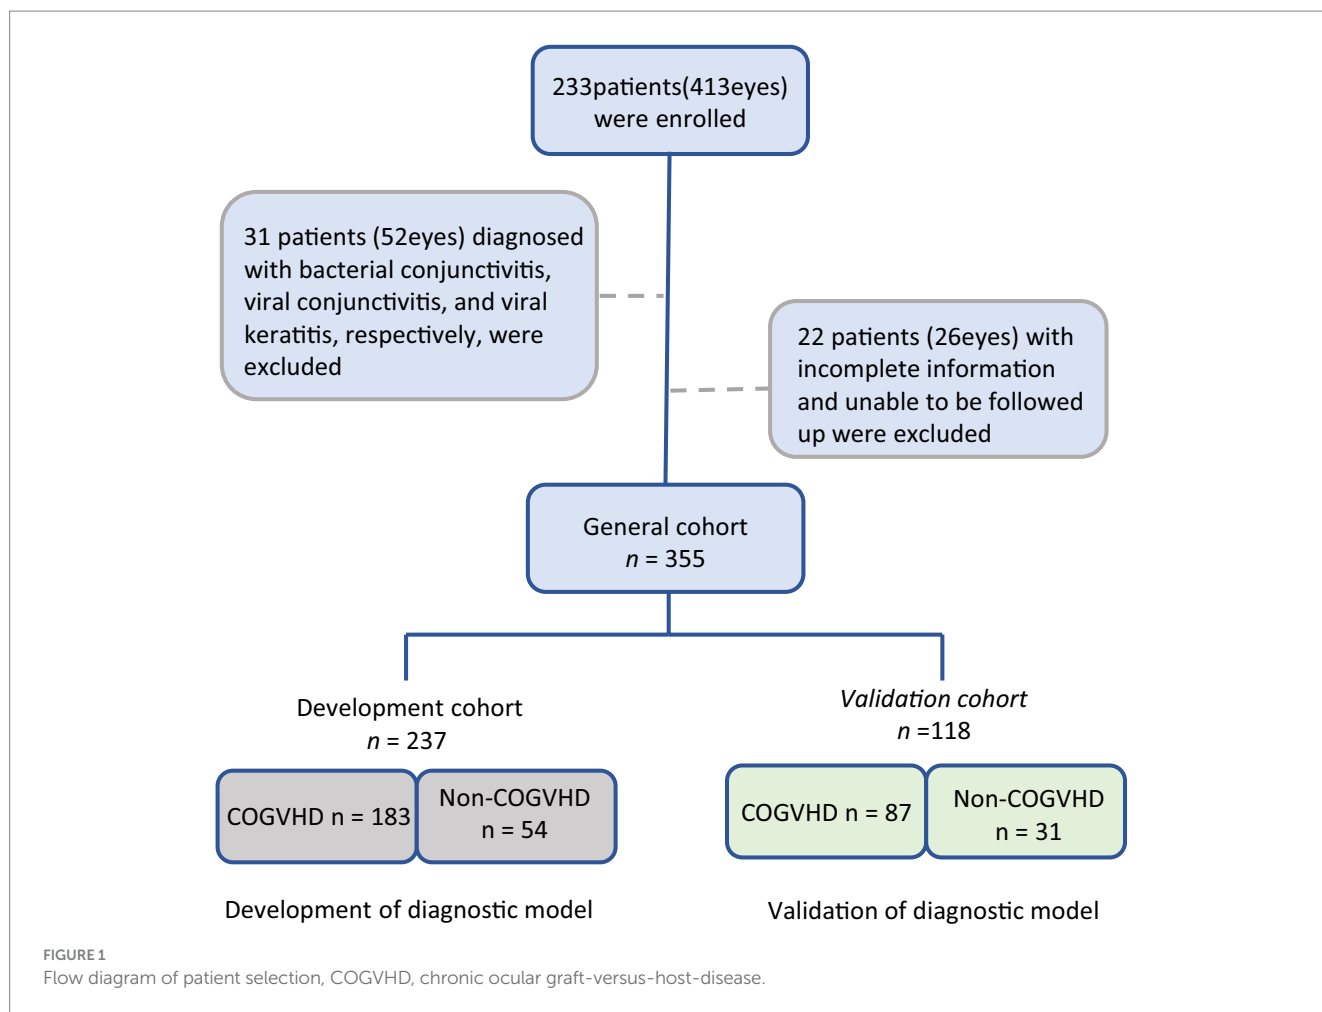 233patients(413eyes)
were enrolled
31 patients (52eyes) diagnosed
with bacterial conjunctivitis,
viral conjunctivitis, and viral
keratitis, respectively, were
excluded
22 patients (26eyes) with
incomplete information
and unable to be followed
up were excluded
General cohort
n = 355
Development cohort
n = 237
Validation cohort
n =118
COGVHD n = 183
Non-COGVHD
n = 54
COGVHD n = 87
Non-COGVHD
n = 31
Development of diagnostic model
Validation of diagnostic model
FIGURE 1
Flow diagram of patient selection, COGVHD, chronic ocular graft-versus-host-disease.